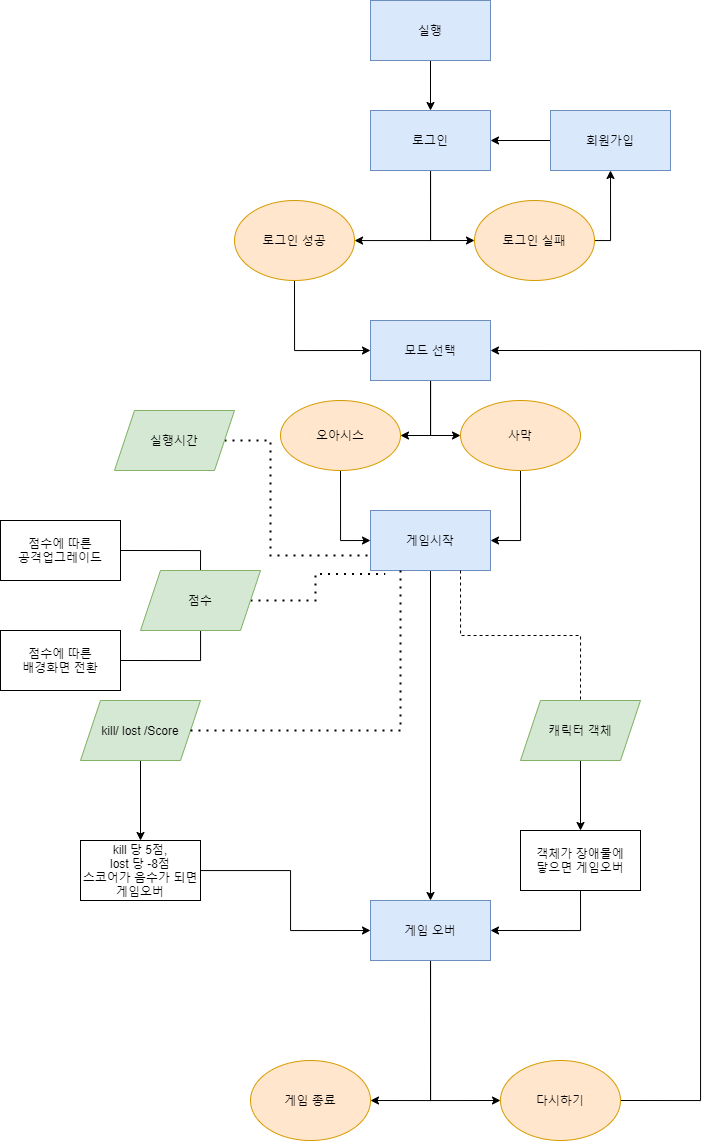 실행
로그인
회원가입
로그인 성공
로그인 실패
모드 선택
실행시간
오아시스
사막
게임시작
점수에 따른
공격업그레이드
점수
점수에 따른
배경화면 전환
kill/ lost /Score
캐릭터 객체
kill 당 5점,
lost 당 -8점
스코어가 음수가 되면
게임오버
객체가 장애물에
닿으면 게임오버
게임 오버
게임 종료
다시하기